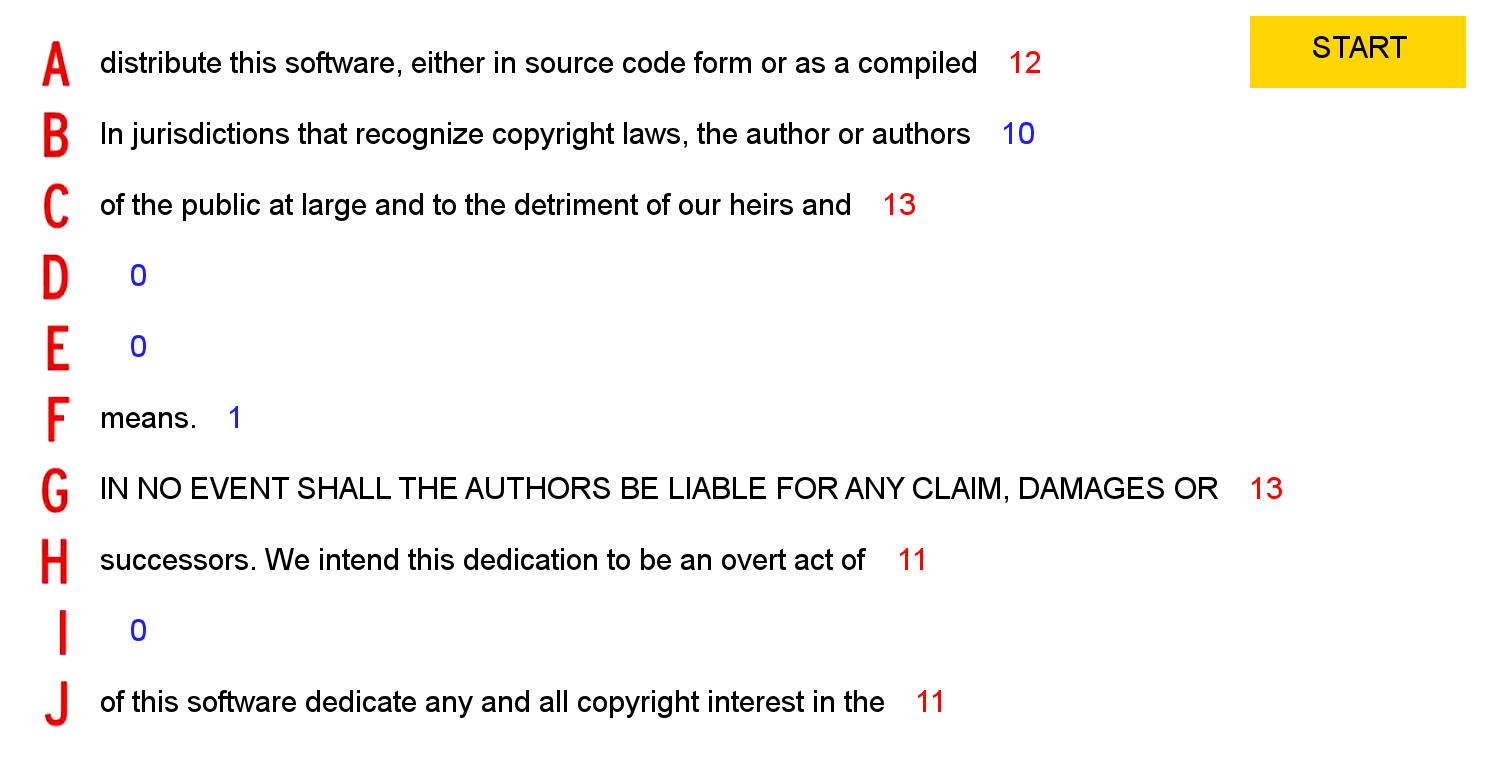 A distribute this software, either in source code form or as a compiled 12 START
B In jurisdictions that recognize copyright laws, the author or authors 10
C of the public at large and to the detriment of our heirs and 13
D 0
E 0
F means. 1
G IN NO EVENT SHALL THE AUTHORS BE LIABLE FOR ANY CLAIM, DAMAGES OR 13
H successors. We intend this dedication to be an overt act of 11
I 0
J of this software dedicate any and all copyright interest in the 11